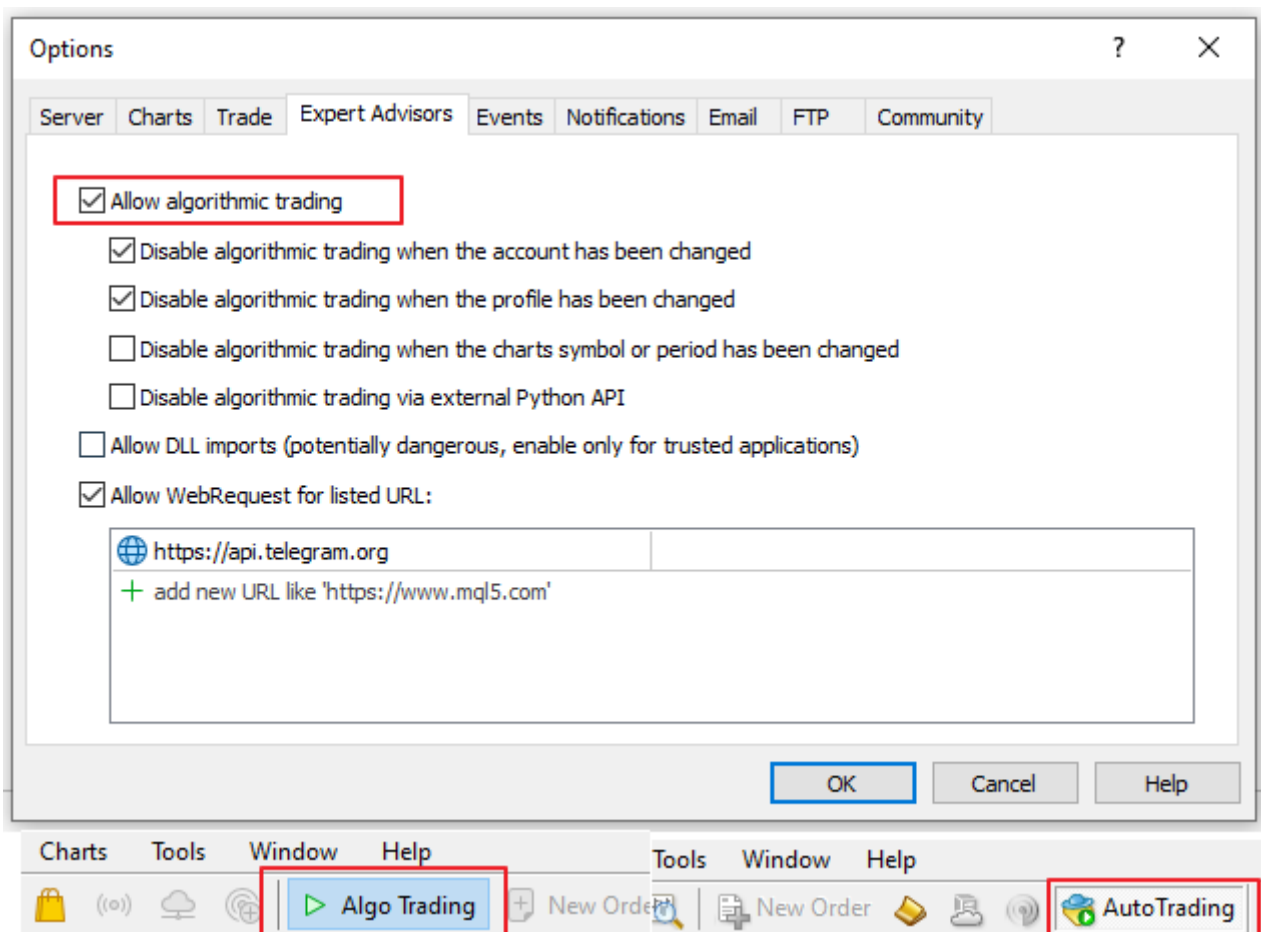 Options
Server Charts Trade Expert Advisors Events Notifications Email FTP Community
Allow algorithmic trading
Disable algorithmic trading when the account has been changed
Disable algorithmic trading when the profile has been changed
Disable algorithmic trading when the charts symbol or period has been changed
Disable algorithmic trading via external Python API
Allow DLL imports (potentially dangerous, enable only for trusted applications)
Allow WebRequest for listed URL:
https://api.telegram.org
add new URL like 'https://www.mql5.com'
OK Cancel Help
Charts Tools Window Help Tools Window Help
Algo Trading New Orde New Order AutoTrading